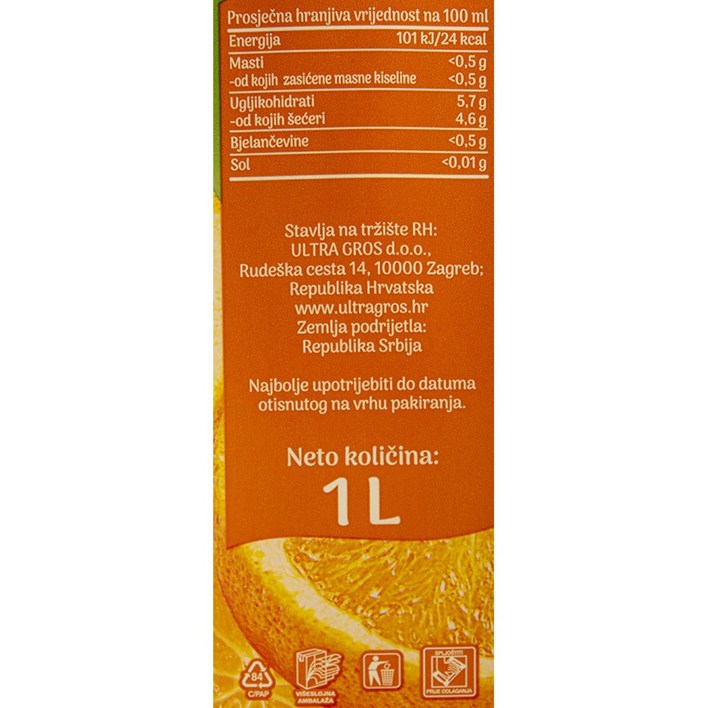 Prosječna hranjiva vrijednost na 100 ml
Energija 101 kJ/24 kcal
Masti <0,5 g
-od kojih zasićene masne kiseline <0,5 g
Ugljikohidrati 5,7 g
-od kojih šećeri 4,6 g
Bjelančevine <0,5 g
Sol <0,01 g
Stavlja na tržište RH:
ULTRA GROS d.o.o.,
Rudeška cesta 14, 10000 Zagreb;
Republika Hrvatska
www.ultragros.hr
Zemlja podrijetla:
Republika Srbija
Najbolje upotrijebiti do datuma
otisnutog na vrhu pakiranja.
Neto količina:
1 L
84
C/PAP
VIŠESLOJNA
AMBALAŽA
SPLJOŠTITI
PRIJE ODLAGANJA